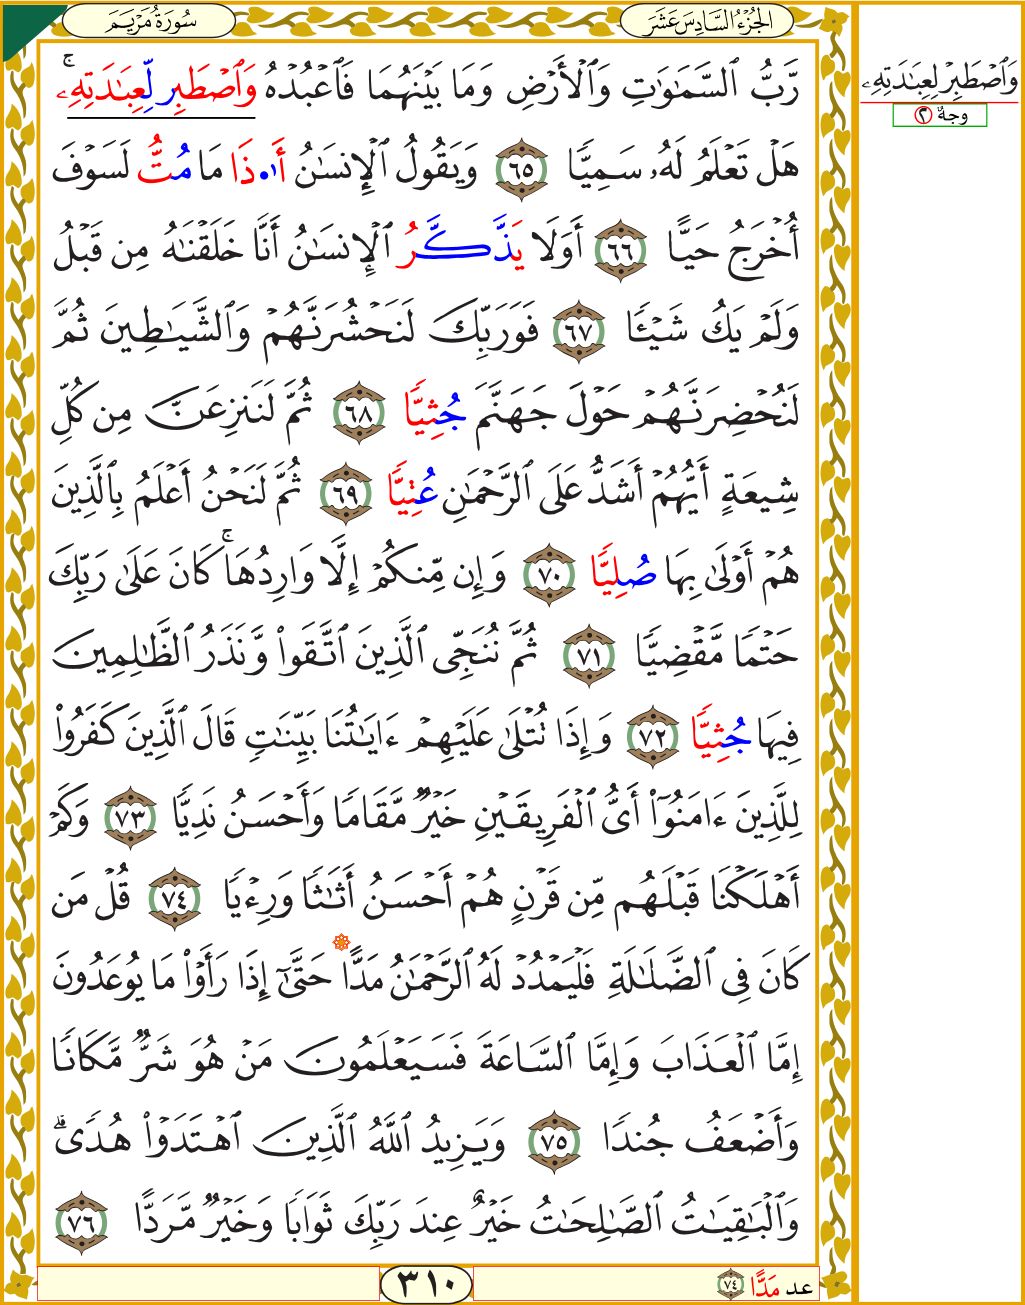 الجُزْءُ السَّادِسَ عَشَرَ
سُورَةُ مَرْيَم
رَّبُّ ٱلسَّمَٰوَٰتِ وَٱلْأَرْضِ وَمَا بَيْنَهُمَا فَٱعْبُدْهُ وَٱصْطَبِر لِّعِبَٰدَتِهِۦۚ
هَلْ تَعْلَمُ لَهُۥ سَمِيًّا ٦٥ وَيَقُولُ ٱلْإِنسَٰنُ أَا۟ذَا مَا مُتُّ لَسَوْفَ
أُخْرَجُ حَيًّا ٦٦ أَوَلَا يَذَّكَّرُ ٱلْإِنسَٰنُ أَنَّا خَلَقْنَٰهُ مِن قَبْلُ
وَلَمْ يَكُ شَيْـًٔا ٦٧ فَوَرَبِّكَ لَنَحْشُرَنَّهُمْ وَٱلشَّيَٰطِينَ ثُمَّ
لَنُحْضِرَنَّهُمْ حَوْلَ جَهَنَّمَ جُثِيًّا ٦٨ ثُمَّ لَنَنزِعَنَّ مِن كُلِّ
شِيعَةٍ أَيُّهُمْ أَشَدُّ عَلَى ٱلرَّحْمَٰنِ عُتِيًّا ٦٩ ثُمَّ لَنَحْنُ أَعْلَمُ بِٱلَّذِينَ
هُمْ أَوْلَىٰ بِهَا صُلِيًّا ٧٠ وَإِن مِّنكُمْ إِلَّا وَارِدُهَاۚ كَانَ عَلَىٰ رَبِّكَ
حَتْمًا مَّقْضِيًّا ٧١ ثُمَّ نُنَجِّى ٱلَّذِينَ ٱتَّقَوا۟ وَّنَذَرُ ٱلظَّٰلِمِينَ
فِيهَا جُثِيًّا ٧٢ وَإِذَا تُتْلَىٰ عَلَيْهِمْ ءَايَٰتُنَا بَيِّنَٰتٍ قَالَ ٱلَّذِينَ كَفَرُوا۟
لِلَّذِينَ ءَامَنُوٓا۟ أَىُّ ٱلْفَرِيقَيْنِ خَيْرٌ مَّقَامًا وَأَحْسَنُ نَدِيًّا ٧٣ وَكَمْ
أَهْلَكْنَا قَبْلَهُم مِّن قَرْنٍ هُمْ أَحْسَنُ أَثَٰثًا وَرِءْيًا ٧٤ قُلْ مَن
كَانَ فِى ٱلضَّلَٰلَةِ فَلْيَمْدُدْ لَهُ ٱلرَّحْمَٰنُ مَدًّا حَتَّىٰٓ إِذَا رَأَوْا۟ مَا يُوعَدُونَ
إِمَّا ٱلْعَذَابَ وَإِمَّا ٱلسَّاعَةَ فَسَيَعْلَمُونَ مَنْ هُوَ شَرٌّ مَّكَانًا
وَأَضْعَفُ جُندًا ٧٥ وَيَزِيدُ ٱللَّهُ ٱلَّذِينَ ٱهْتَدَوْا۟ هُدًىۗ
وَٱلْبَٰقِيَٰتُ ٱلصَّٰلِحَٰتُ خَيْرٌ عِندَ رَبِّكَ ثَوَابًا وَخَيْرٌ مَّرَدًّا ٧٦
وَٱصْطَبِرْ لِعِبَٰدَتِهِۦ
وجهٌ ٢
٣١٠
عد مَدًّا ٧٤